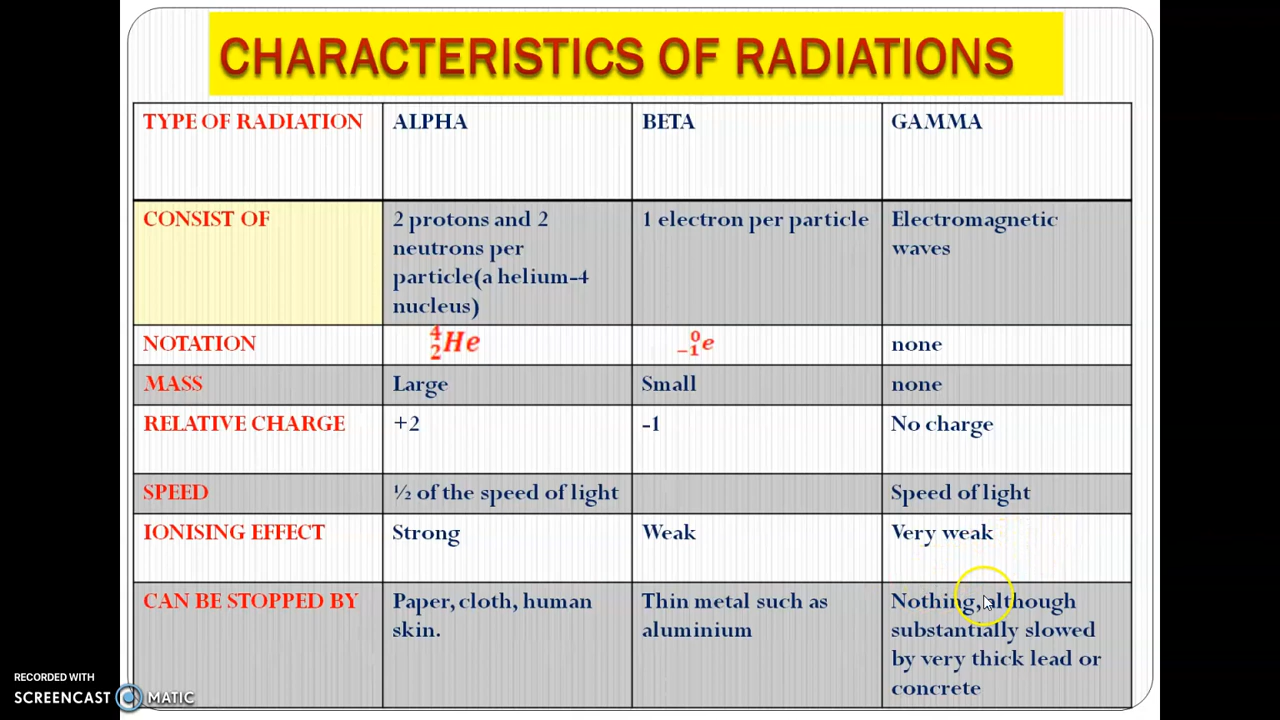 CHARACTERISTICS OF RADIATIONS
TYPE OF RADIATION
ALPHA
BETA
GAMMA
CONSIST OF
2 protons and 2
neutrons per
particle(a helium-4
nucleus)
1 electron per particle
Electromagnetic
waves
NOTATION
⁴₂He
⁰₋₁e
none
MASS
Large
Small
none
RELATIVE CHARGE
+2
-1
No charge
SPEED
½ of the speed of light
Speed of light
IONISING EFFECT
Strong
Weak
Very weak
CAN BE STOPPED BY
Paper, cloth, human
skin.
Thin metal such as
aluminium
Nothing,although
substantially slowed
by very thick lead or
concrete
RECORDED WITH
SCREENCAST MATIC